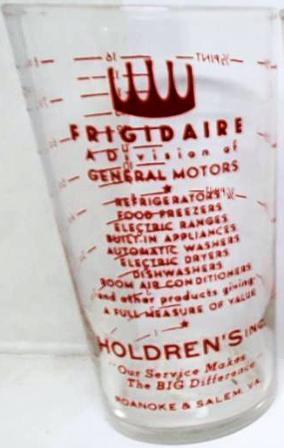 FRIGIDAIRE
A Division of
GENERAL MOTORS
REFRIGERATORS
FOOD FREEZERS
ELECTRIC RANGES
BUILT-IN APPLIANCES
AUTOMATIC WASHERS
ELECTRIC DRYERS
DISHWASHERS
ROOM AIR CONDITIONERS
and other products giving
A FULL MEASURE OF VALUE
HOLDREN'S INC.
"Our Service Makes
The BIG Difference"
ROANOKE & SALEM, VA.